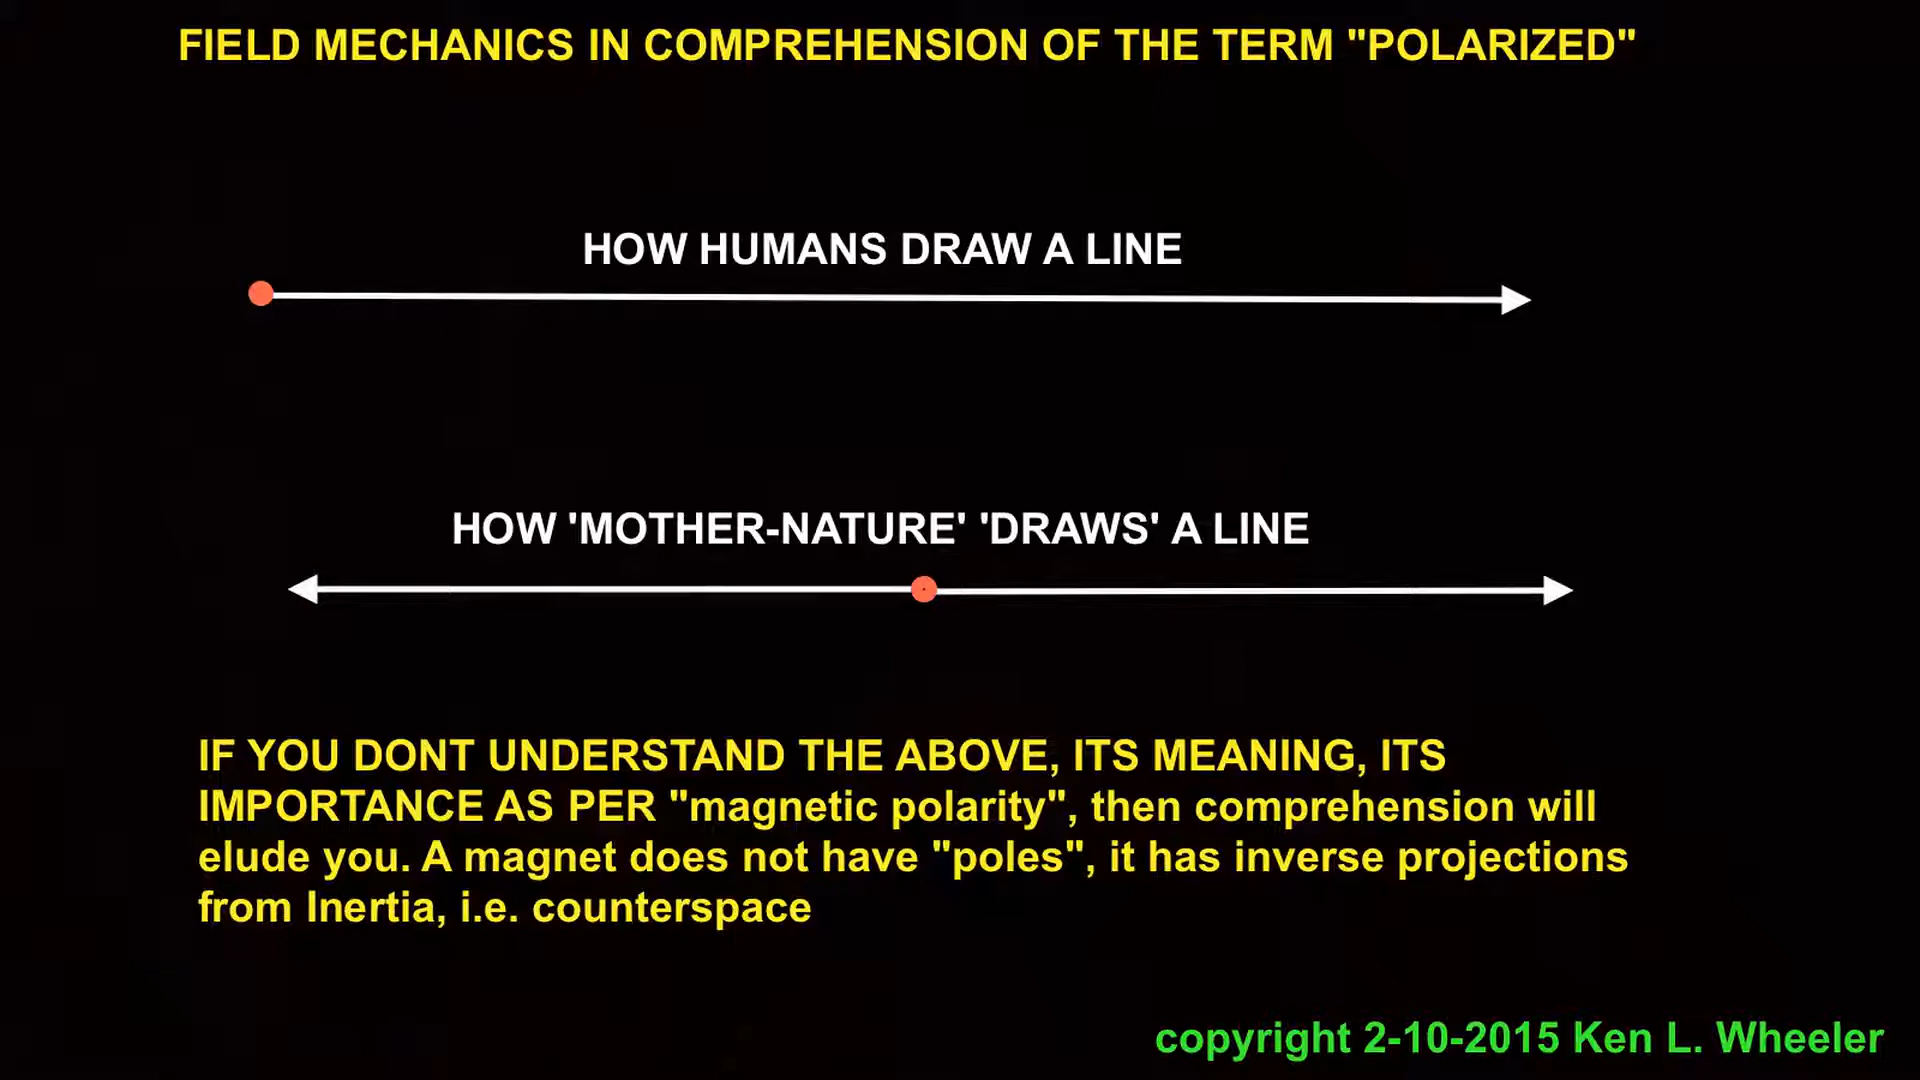 FIELD MECHANICS IN COMPREHENSION OF THE TERM "POLARIZED"
HOW HUMANS DRAW A LINE
HOW 'MOTHER-NATURE' 'DRAWS' A LINE
IF YOU DONT UNDERSTAND THE ABOVE, ITS MEANING, ITS
IMPORTANCE AS PER "magnetic polarity", then comprehension will
elude you. A magnet does not have "poles", it has inverse projections
from Inertia, i.e. counterspace
copyright 2-10-2015 Ken L. Wheeler